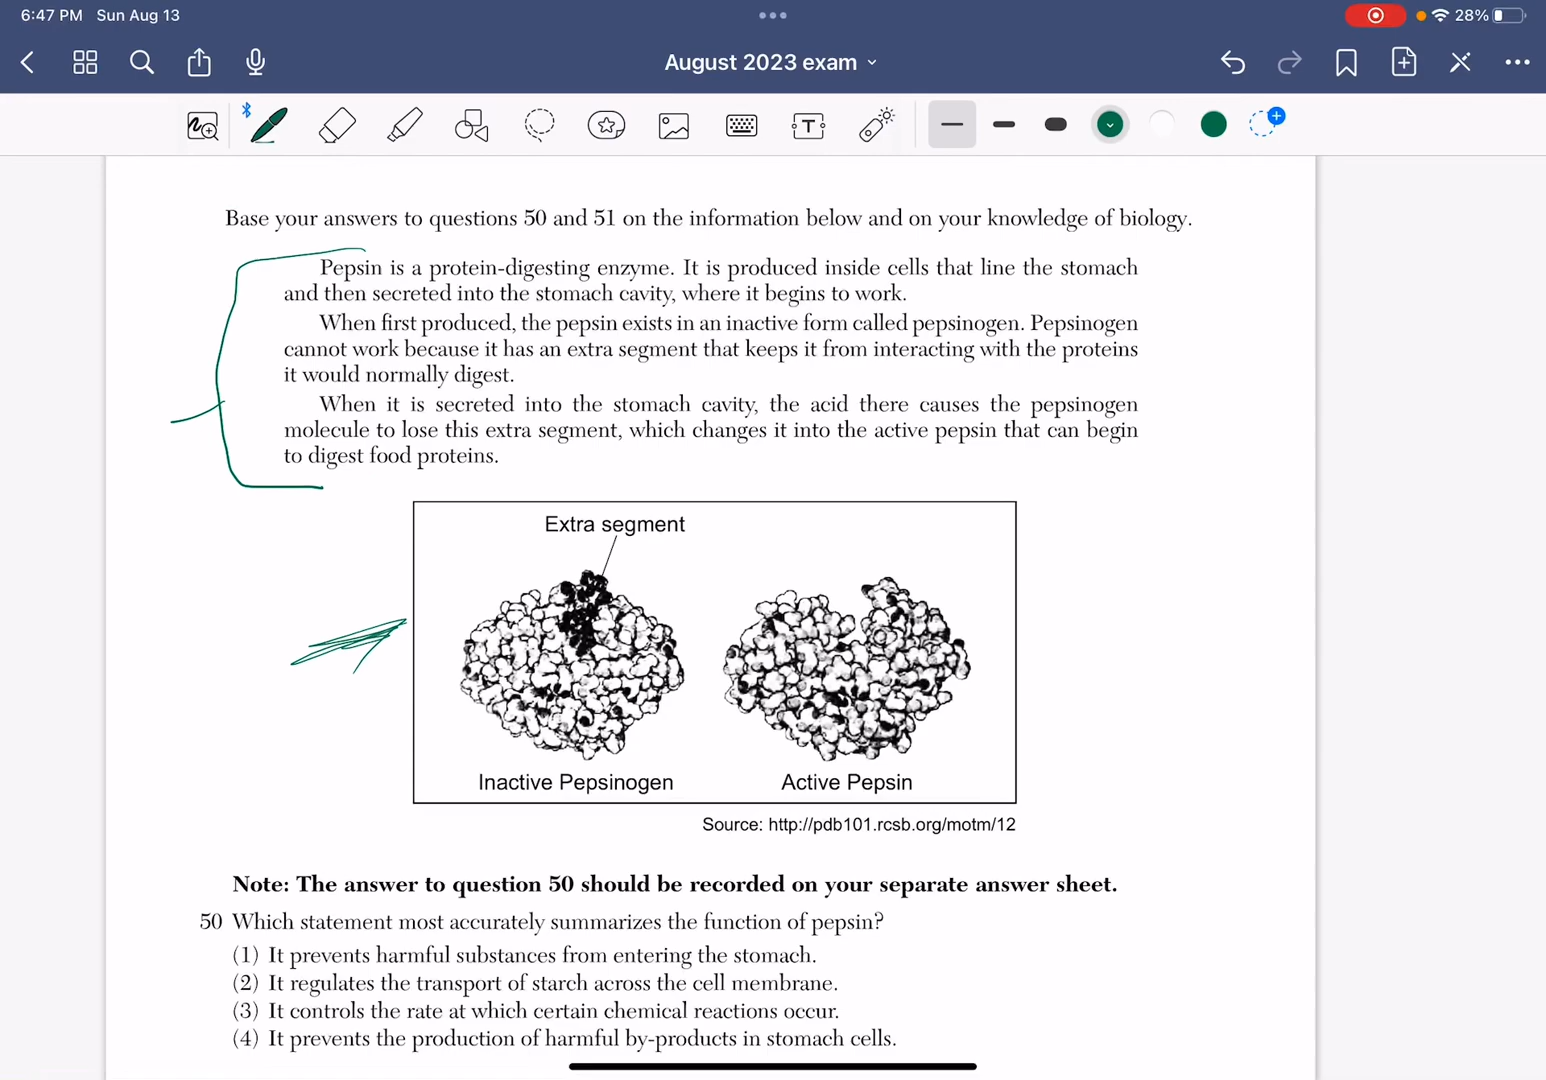 6:47 PM Sun Aug 13
28%
August 2023 exam
T
Base your answers to questions 50 and 51 on the information below and on your knowledge of biology.
Pepsin is a protein-digesting enzyme. It is produced inside cells that line the stomach
and then secreted into the stomach cavity, where it begins to work.
When first produced, the pepsin exists in an inactive form called pepsinogen. Pepsinogen
cannot work because it has an extra segment that keeps it from interacting with the proteins
it would normally digest.
When it is secreted into the stomach cavity, the acid there causes the pepsinogen
molecule to lose this extra segment, which changes it into the active pepsin that can begin
to digest food proteins.
Extra segment
Inactive Pepsinogen Active Pepsin
Source: http://pdb101.rcsb.org/motm/12
Note: The answer to question 50 should be recorded on your separate answer sheet.
50 Which statement most accurately summarizes the function of pepsin?
(1) It prevents harmful substances from entering the stomach.
(2) It regulates the transport of starch across the cell membrane.
(3) It controls the rate at which certain chemical reactions occur.
(4) It prevents the production of harmful by-products in stomach cells.